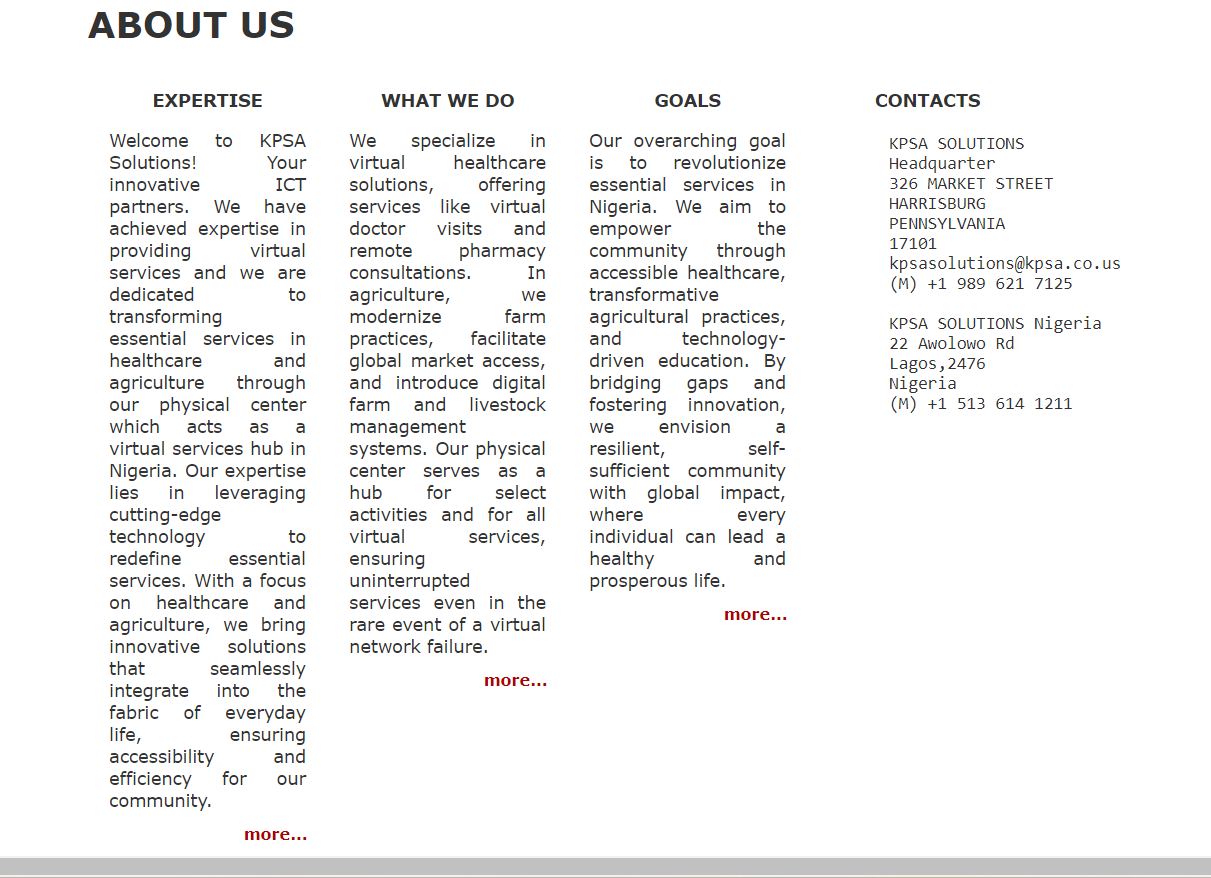 ABOUT US
EXPERTISE
Welcome to KPSA
Solutions! Your
innovative ICT
partners. We have
achieved expertise in
providing virtual
services and we are
dedicated to
transforming
essential services in
healthcare and
agriculture through
our physical center
which acts as a
virtual services hub in
Nigeria. Our expertise
lies in leveraging
cutting-edge
technology to
redefine essential
services. With a focus
on healthcare and
agriculture, we bring
innovative solutions
that seamlessly
integrate into the
fabric of everyday
life, ensuring
accessibility and
efficiency for our
community.
more...
WHAT WE DO
We specialize in
virtual healthcare
solutions, offering
services like virtual
doctor visits and
remote pharmacy
consultations. In
agriculture, we
modernize farm
practices, facilitate
global market access,
and introduce digital
farm and livestock
management
systems. Our physical
center serves as a
hub for select
activities and for all
virtual services,
ensuring
uninterrupted
services even in the
rare event of a virtual
network failure.
more...
GOALS
Our overarching goal
is to revolutionize
essential services in
Nigeria. We aim to
empower the
community through
accessible healthcare,
transformative
agricultural practices,
and technology-
driven education. By
bridging gaps and
fostering innovation,
we envision a
resilient, self-
sufficient community
with global impact,
where every
individual can lead a
healthy and
prosperous life.
more...
CONTACTS
KPSA SOLUTIONS
Headquarter
326 MARKET STREET
HARRISBURG
PENNSYLVANIA
17101
kpsasolutions@kpsa.co.us
(M) +1 989 621 7125
KPSA SOLUTIONS Nigeria
22 Awolowo Rd
Lagos,2476
Nigeria
(M) +1 513 614 1211